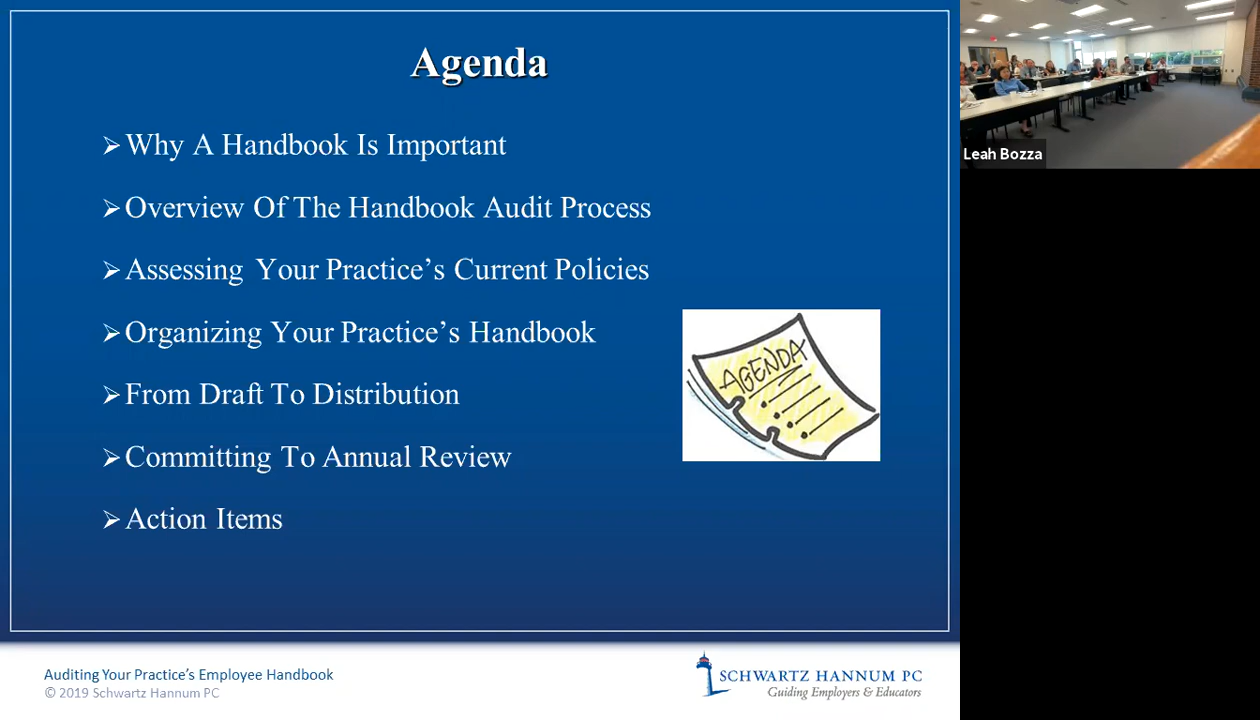 Agenda
Why A Handbook Is Important
Overview Of The Handbook Audit Process
Assessing Your Practice's Current Policies
Organizing Your Practice's Handbook
From Draft To Distribution
Committing To Annual Review
Action Items
AGENDA
Auditing Your Practice's Employee Handbook
© 2019 Schwartz Hannum PC
SCHWARTZ HANNUM PC
Guiding Employers & Educators
Leah Bozza